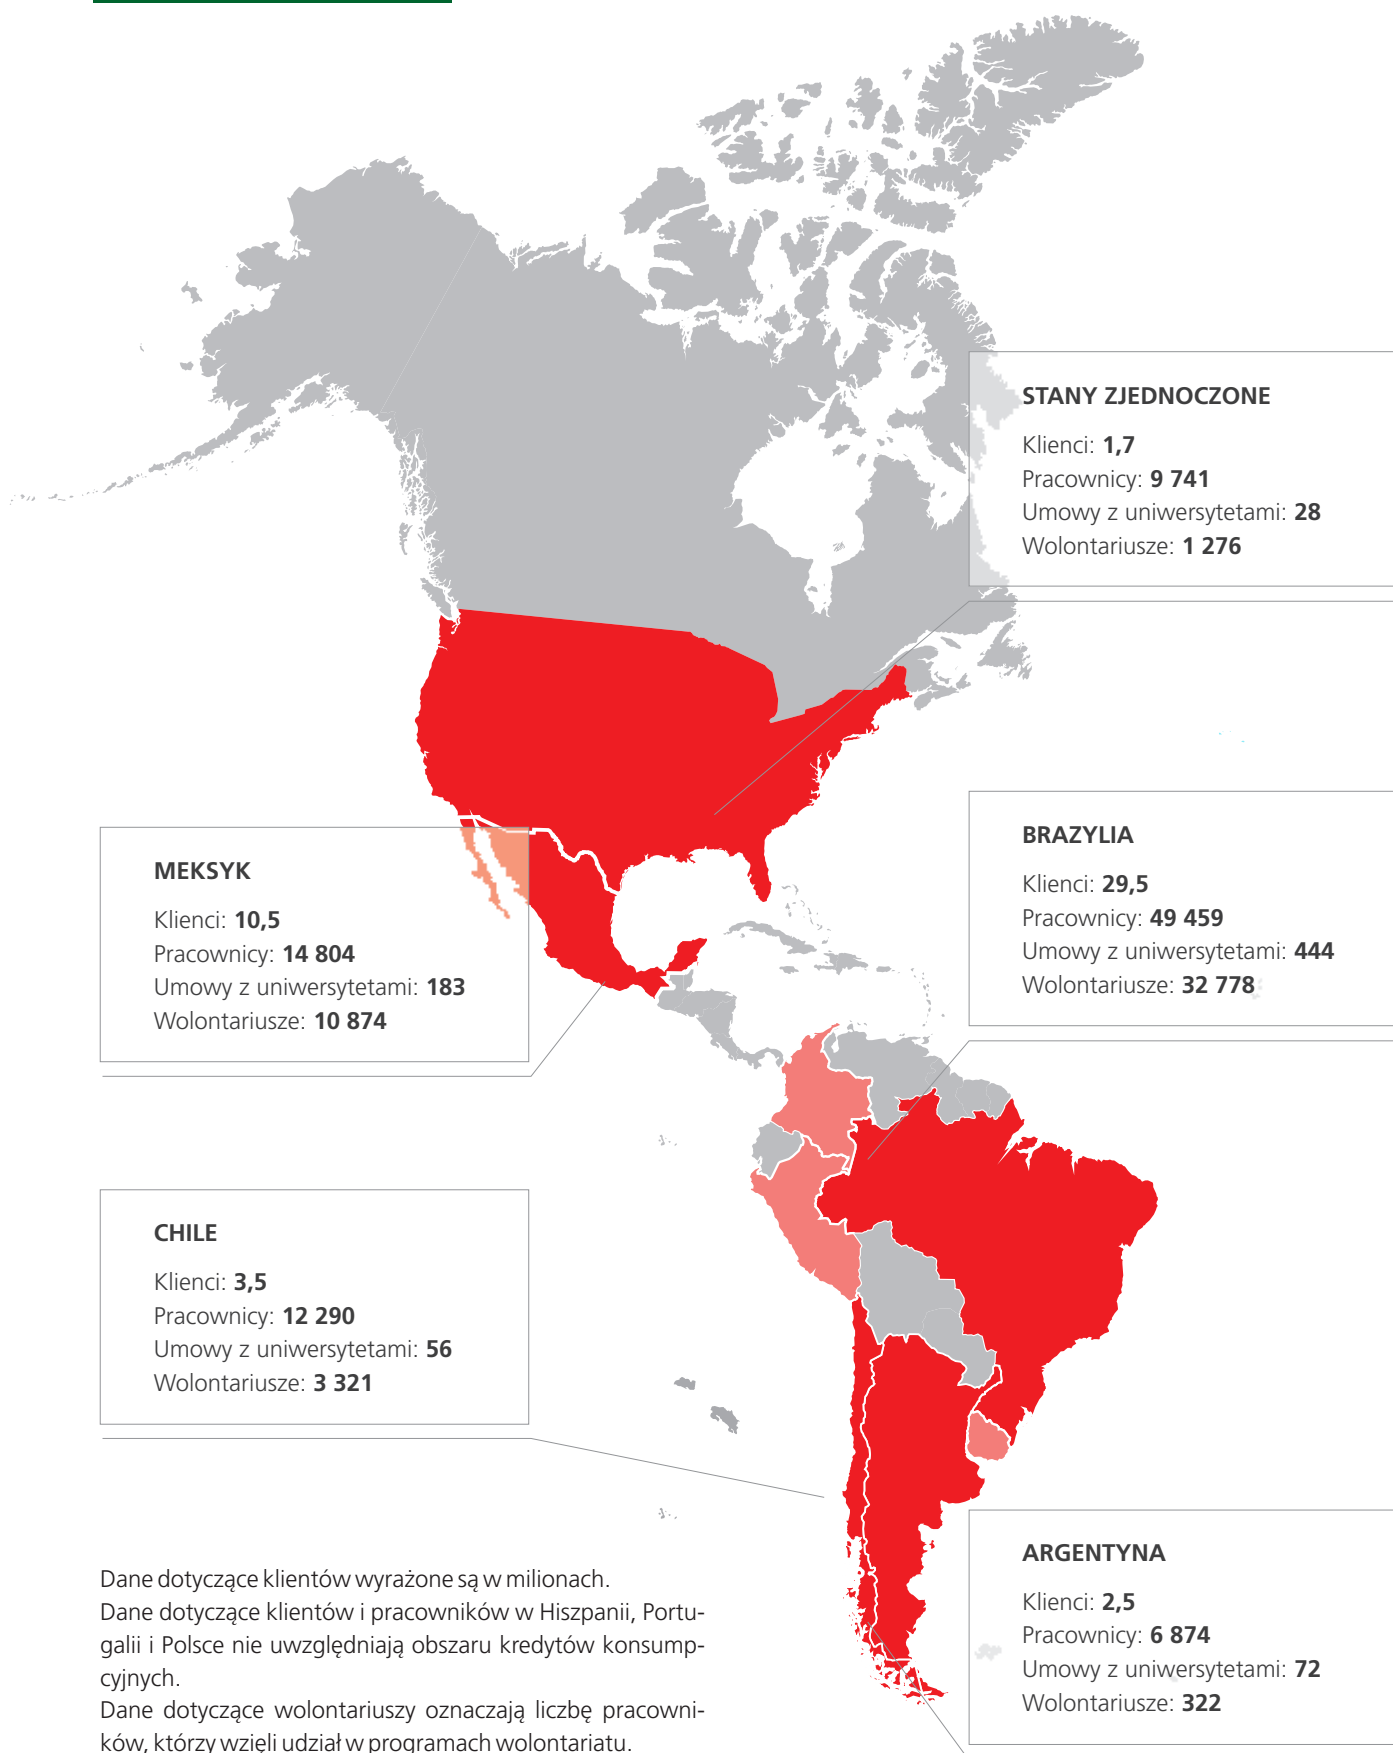 STANY ZJEDNOCZONE
Klienci: 1,7
Pracownicy: 9 741
Umowy z uniwersytetami: 28
Wolontariusze: 1 276
MEKSYK
Klienci: 10,5
Pracownicy: 14 804
Umowy z uniwersytetami: 183
Wolontariusze: 10 874
BRAZYLIA
Klienci: 29,5
Pracownicy: 49 459
Umowy z uniwersytetami: 444
Wolontariusze: 32 778
CHILE
Klienci: 3,5
Pracownicy: 12 290
Umowy z uniwersytetami: 56
Wolontariusze: 3 321
ARGENTYNA
Klienci: 2,5
Pracownicy: 6 874
Umowy z uniwersytetami: 72
Wolontariusze: 322
Dane dotyczące klientów wyrażone są w milionach.
Dane dotyczące klientów i pracowników w Hiszpanii, Portu-
galii i Polsce nie uwzględniają obszaru kredytów konsump-
cyjnych.
Dane dotyczące wolontariuszy oznaczają liczbę pracowni-
ków, którzy wzięli udział w programach wolontariatu.